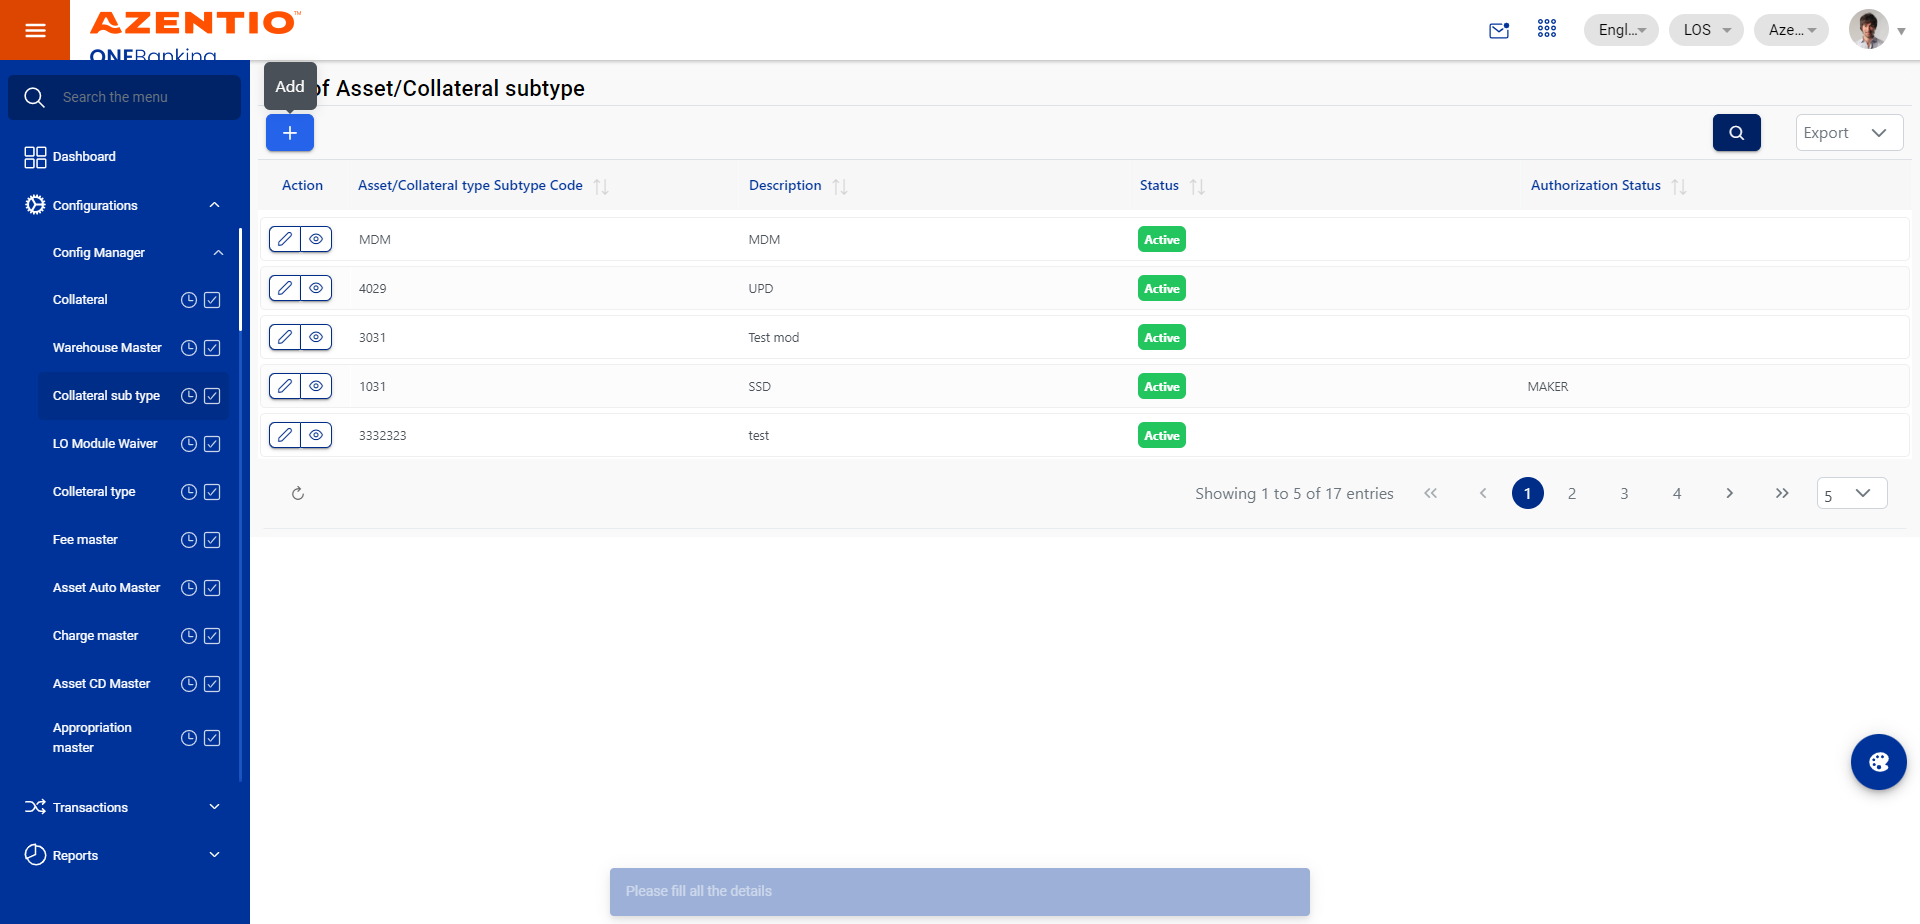 AZENTIO™
ONEBanking
Engl...
LOS
Aze...
Search the menu
Add
of Asset/Collateral subtype
Export
Dashboard
Configurations
Config Manager
Collateral
Warehouse Master
Collateral sub type
LO Module Waiver
Colleteral type
Fee master
Asset Auto Master
Charge master
Asset CD Master
Appropriation
master
Transactions
Reports
Action
Asset/Collateral type Subtype Code
Description
Status
Authorization Status
MDM
MDM
Active
4029
UPD
Active
3031
Test mod
Active
1031
SSD
Active
MAKER
3332323
test
Active
Showing 1 to 5 of 17 entries
1
2
3
4
5
Please fill all the details